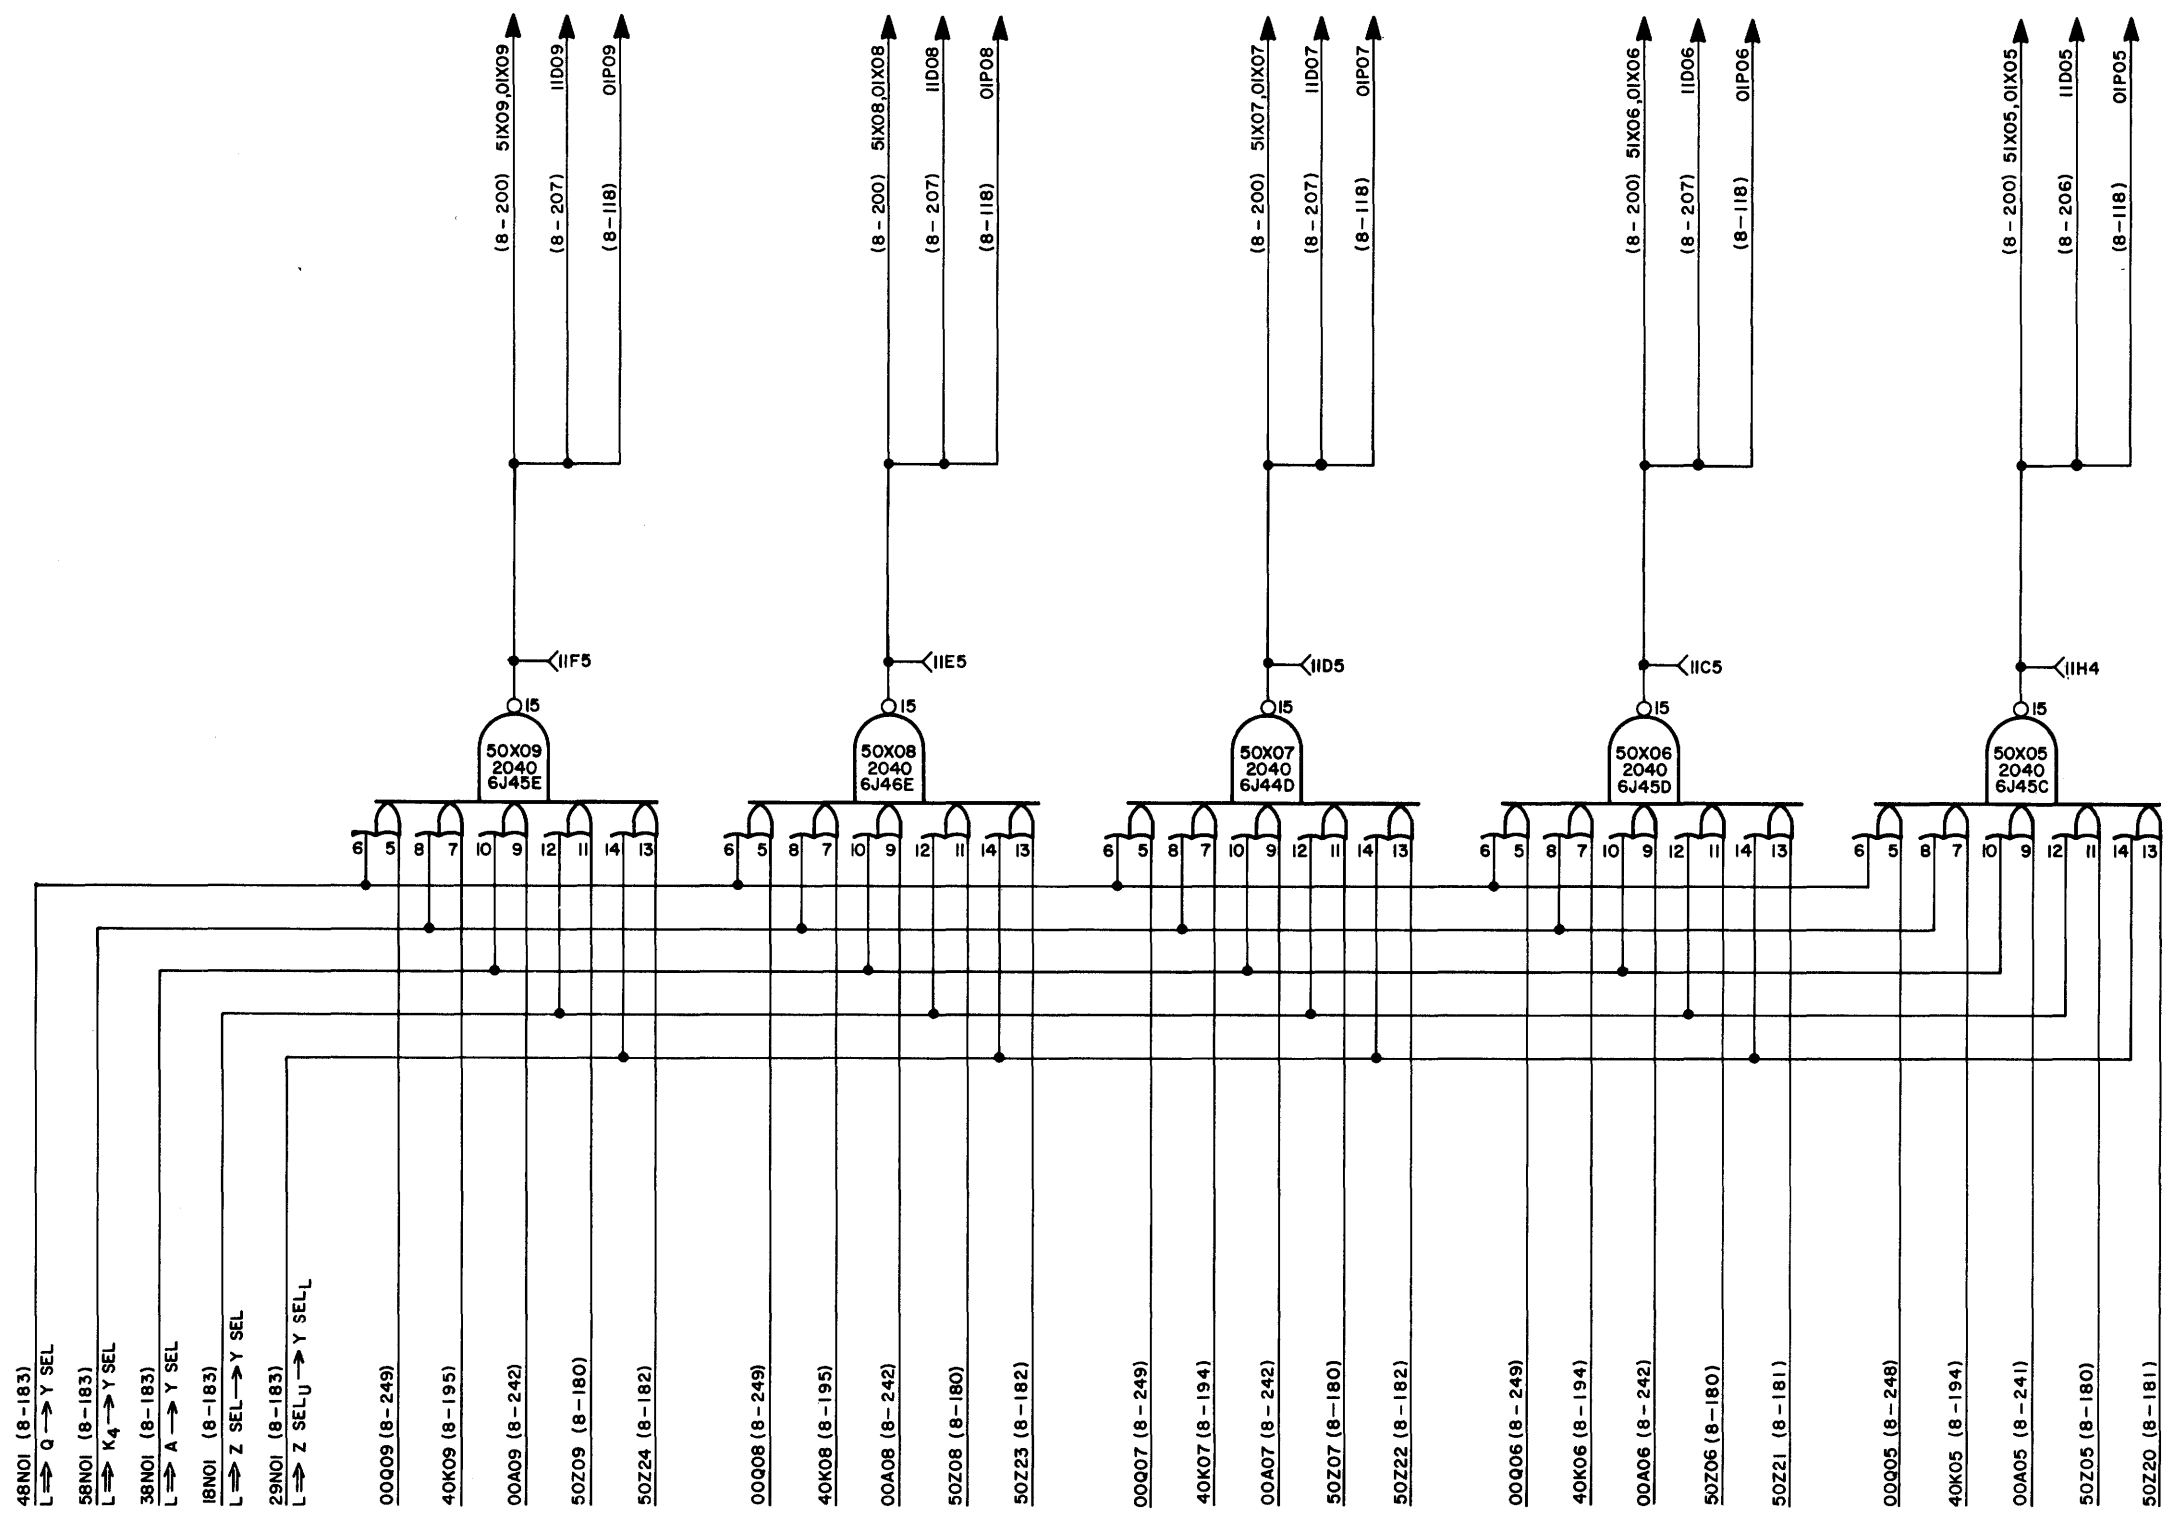 (8-200) 51X09,01X09
(8-207) 11D09
(8-118) 01P09
(8-200) 51X08,01X08
(8-207) 11D08
(8-118) 01P08
(8-200) 51X07,01X07
(8-207) 11D07
(8-118) 01P07
(8-200) 51X06,01X06
(8-207) 11D06
(8-118) 01P06
(8-200) 51X05,01X05
(8-206) 11D05
(8-118) 01P05
11F5
11E5
11D5
11C5
11H4
15
15
15
15
15
50X09
2040
6J45E
50X08
2040
6J46E
50X07
2040
6J44D
50X06
2040
6J45D
50X05
2040
6J45C
6 5 8 7 10 9 12 11 14 13
6 5 8 7 10 9 12 11 14 13
6 5 8 7 10 9 12 11 14 13
6 5 8 7 10 9 12 11 14 13
6 5 8 7 10 9 12 11 14 13
48N01 (8-183)
L⇒Q→Y SEL
58N01 (8-183)
L⇒K4→Y SEL
38N01 (8-183)
L⇒A→Y SEL
18N01 (8-183)
L⇒Z SEL→Y SEL
29N01 (8-183)
L⇒Z SELU→Y SELL
00Q09 (8-249)
40K09 (8-195)
00A09 (8-242)
50Z09 (8-180)
50Z24 (8-182)
00Q08 (8-249)
40K08 (8-195)
00A08 (8-242)
50Z08 (8-180)
50Z23 (8-182)
00Q07 (8-249)
40K07 (8-194)
00A07 (8-242)
50Z07 (8-180)
50Z22 (8-182)
00Q06 (8-249)
40K06 (8-194)
00A06 (8-242)
50Z06 (8-180)
50Z21 (8-181)
00Q05 (8-248)
40K05 (8-194)
00A05 (8-241)
50Z05 (8-180)
50Z20 (8-181)